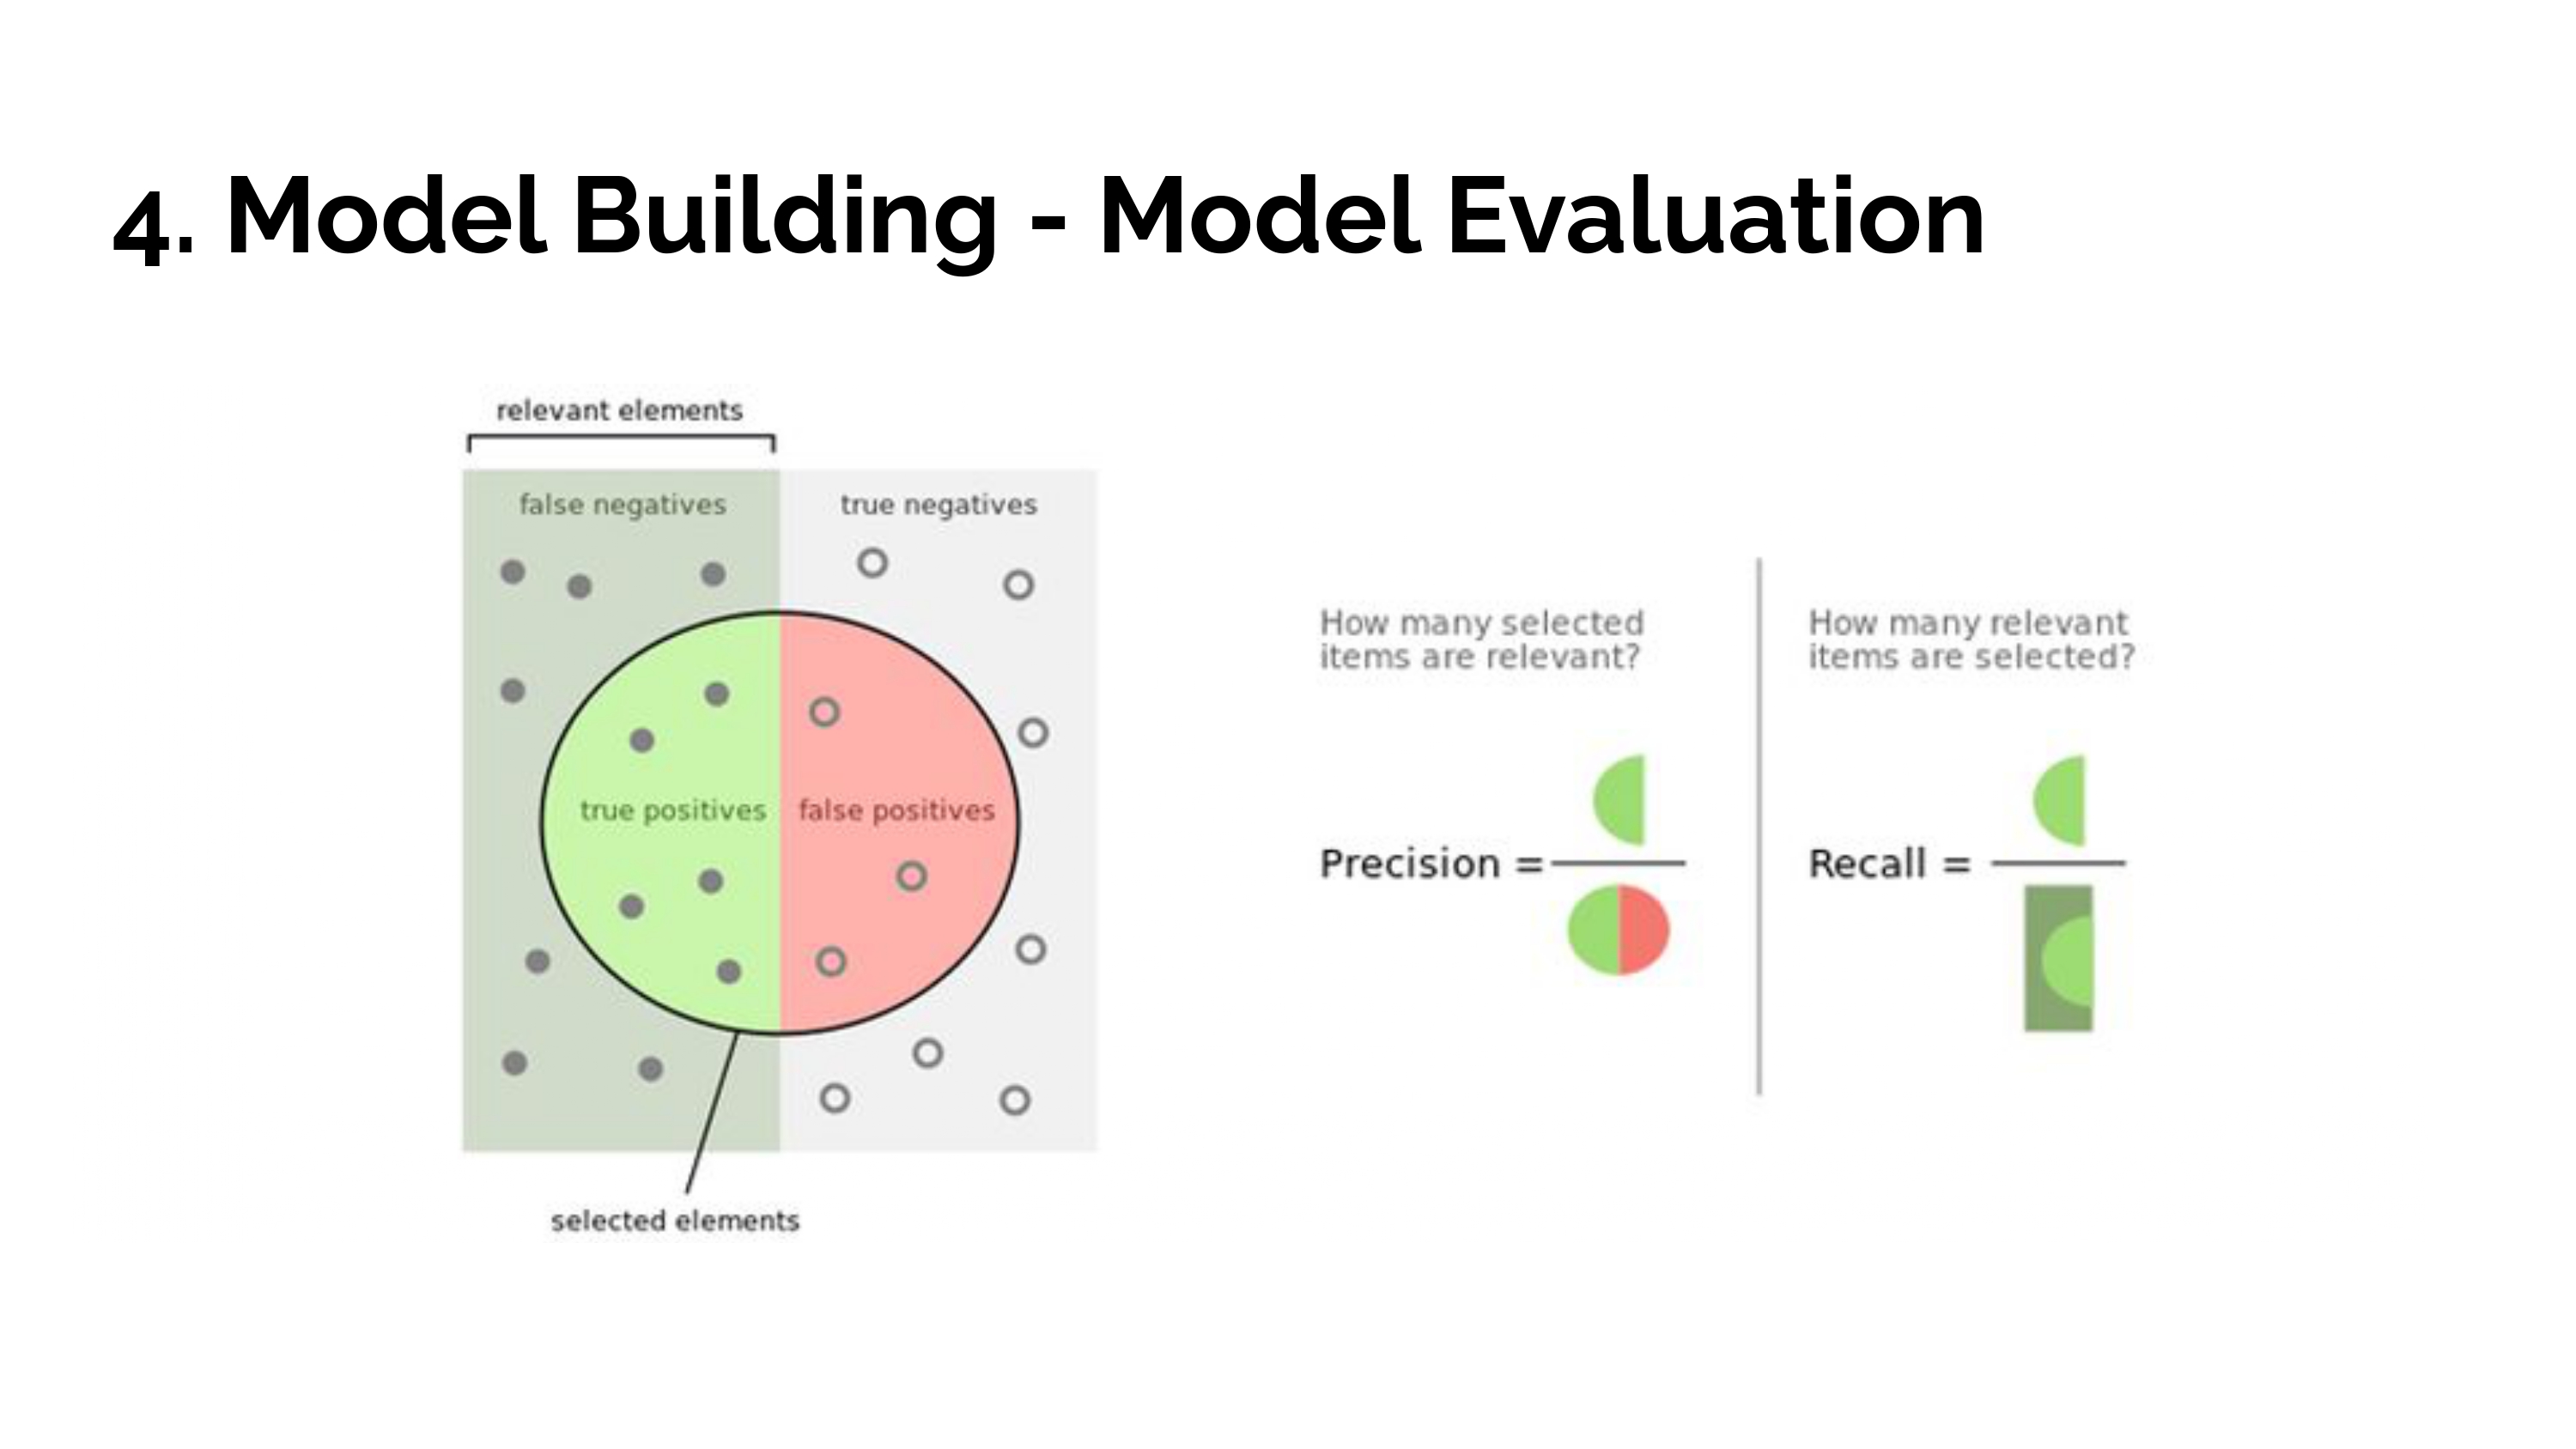 4. Model Building - Model Evaluation
relevant elements
false negatives
true negatives
true positives
false positives
selected elements
How many selected
items are relevant?
Precision =
How many relevant
items are selected?
Recall =